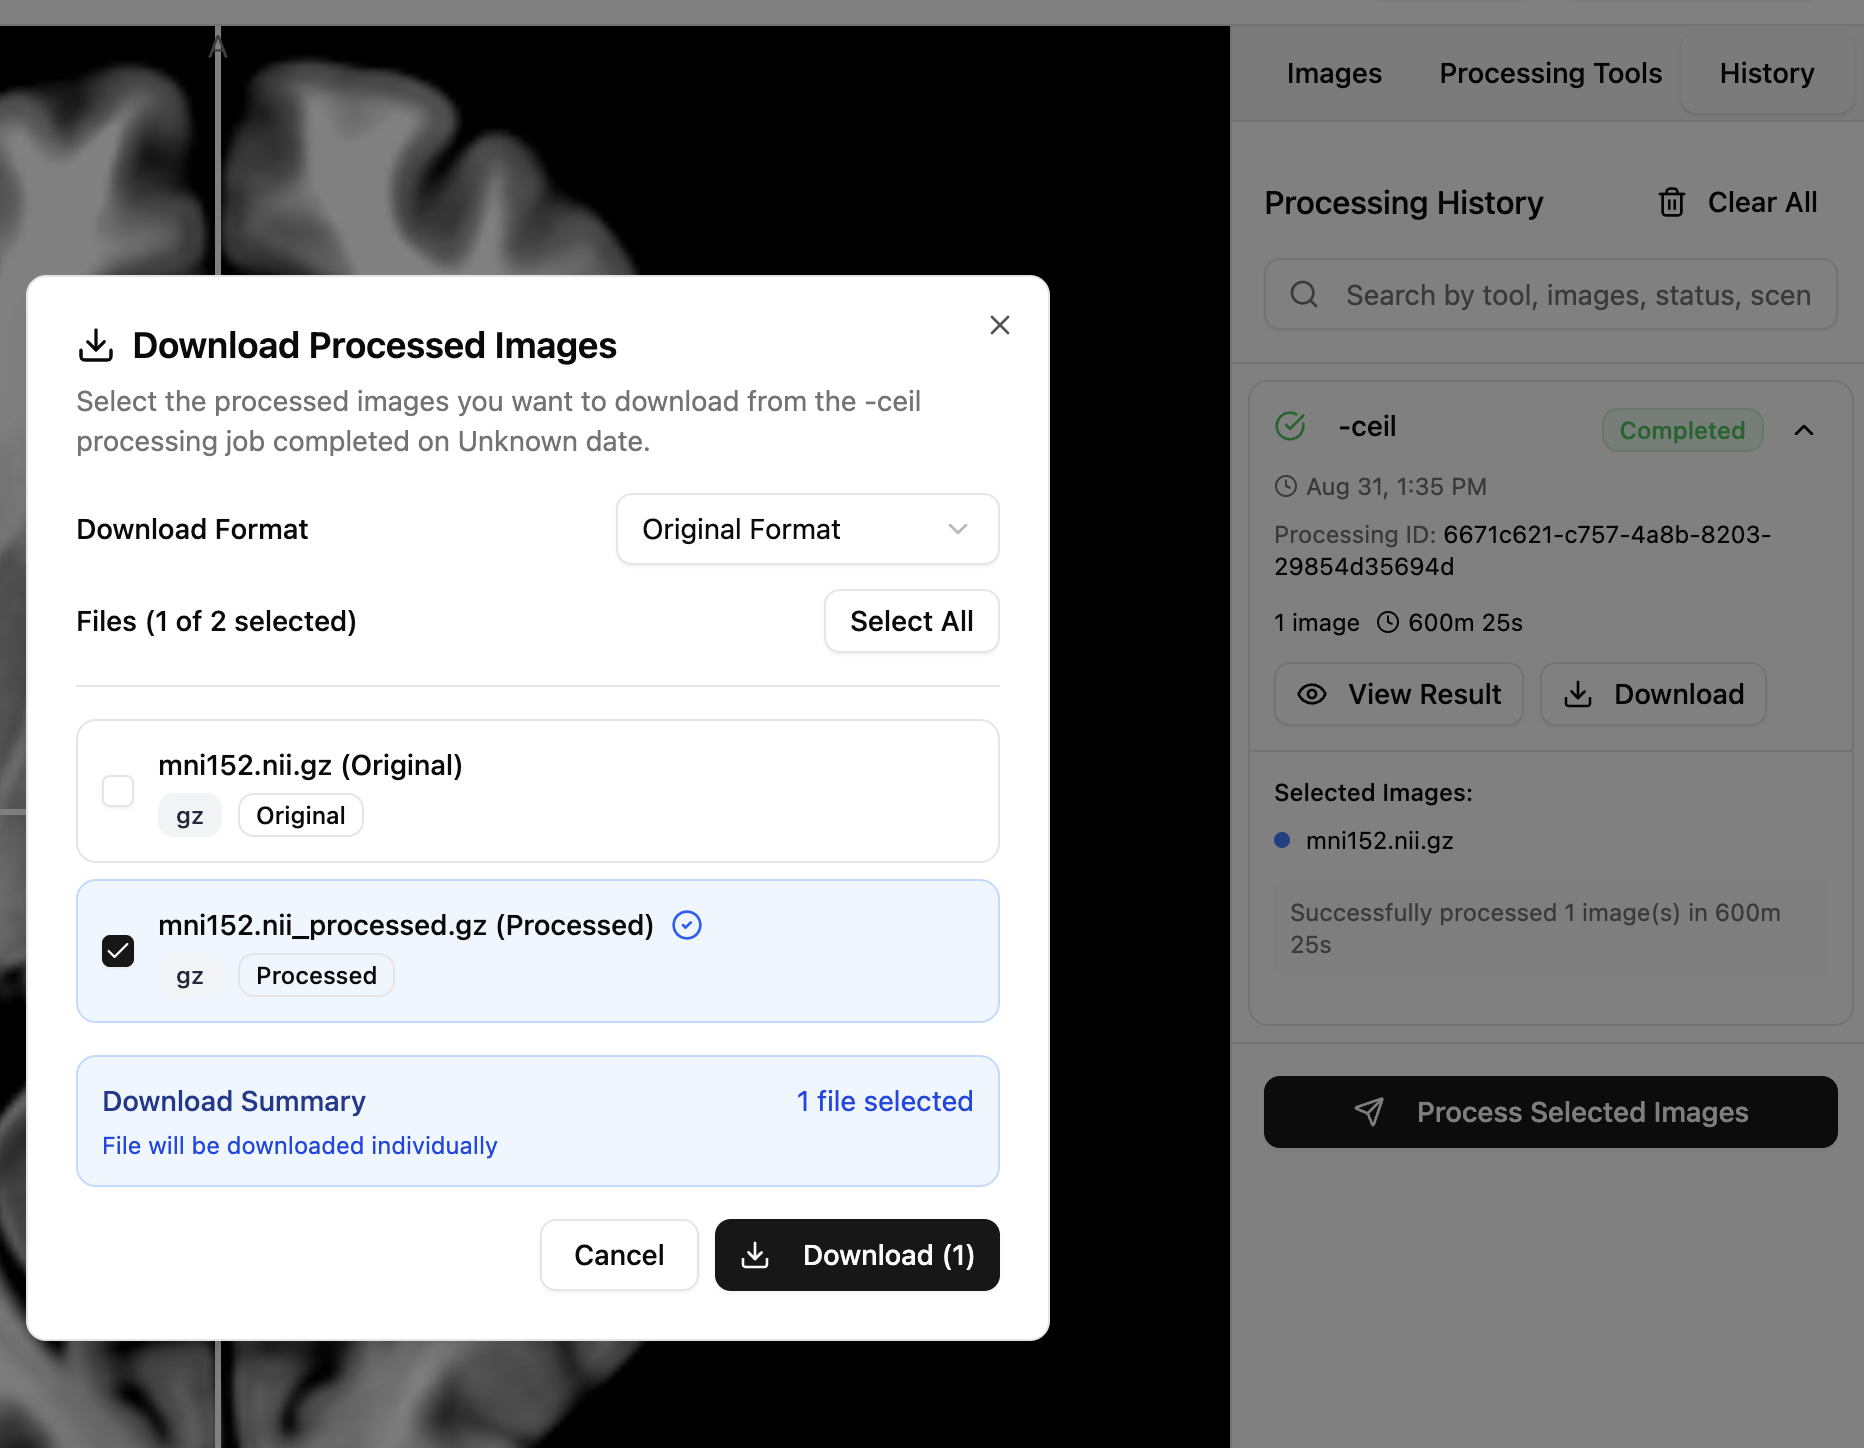 A
Images
Processing Tools
History
Processing History
Clear All
Search by tool, images, status, scen
-ceil
Completed
Aug 31, 1:35 PM
Processing ID: 6671c621-c757-4a8b-8203-
29854d35694d
1 image
600m 25s
View Result
Download
Selected Images:
mni152.nii.gz
Successfully processed 1 image(s) in 600m
25s
Process Selected Images
Download Processed Images
Select the processed images you want to download from the -ceil
processing job completed on Unknown date.
Download Format
Original Format
Files (1 of 2 selected)
Select All
mni152.nii.gz (Original)
gz
Original
mni152.nii_processed.gz (Processed)
gz
Processed
Download Summary
1 file selected
File will be downloaded individually
Cancel
Download (1)